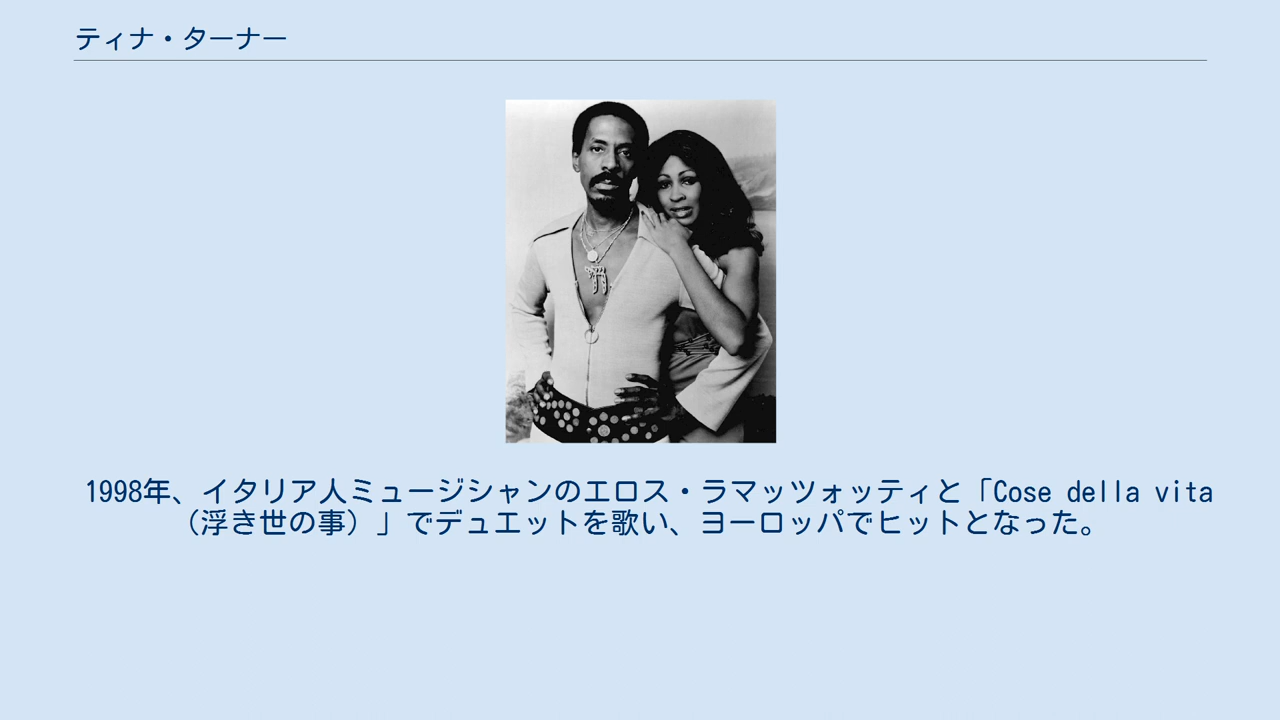 ティナ・ターナー
1998年、イタリア人ミュージシャンのエロス・ラマッツォッティと「Cose della vita
（浮き世の事）」でデュエットを歌い、ヨーロッパでヒットとなった。